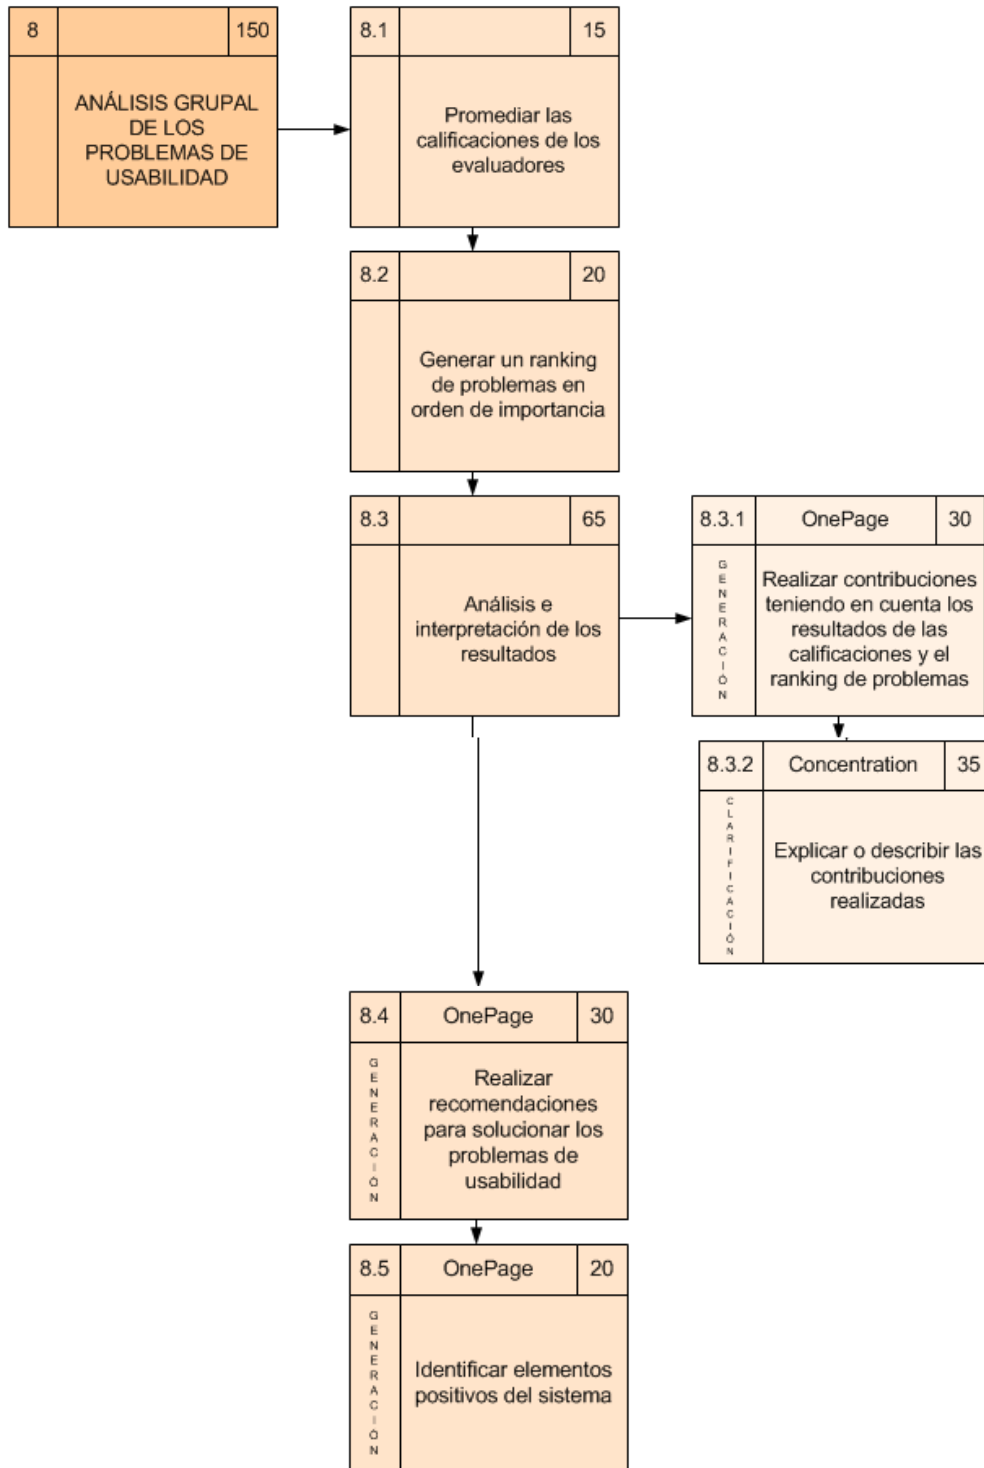 8 150
ANÁLISIS GRUPAL
DE LOS
PROBLEMAS DE
USABILIDAD
8.1 15
Promediar las
calificaciones de los
evaluadores
8.2 20
Generar un ranking
de problemas en
orden de importancia
8.3 65
Análisis e
interpretación de los
resultados
8.3.1 OnePage 30
GENERACIÓN
Realizar contribuciones
teniendo en cuenta los
resultados de las
calificaciones y el
ranking de problemas
8.3.2 Concentration 35
CLARIFICACIÓN
Explicar o describir las
contribuciones
realizadas
8.4 OnePage 30
GENERACIÓN
Realizar
recomendaciones
para solucionar los
problemas de
usabilidad
8.5 OnePage 20
GENERACIÓN
Identificar elementos
positivos del sistema